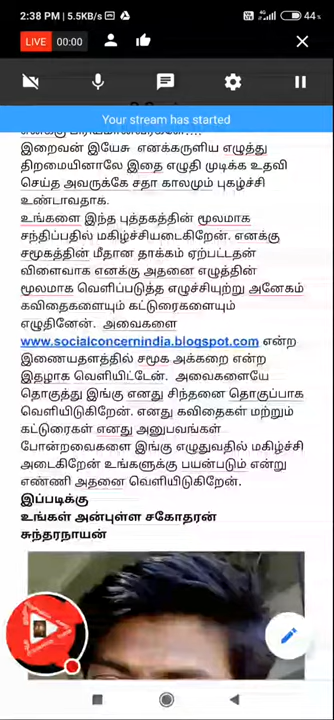 2:38 PM | 5.5KB/s
4G
44
LIVE 00:00
Your stream has started
இறைவன் இயேசு எனக்கருளிய எழுத்து
திறமையினாலே இதை எழுதி முடிக்க உதவி
செய்த அவருக்கே சதா காலமும் புகழ்ச்சி
உண்டாவதாக.
உங்களை இந்த புத்தகத்தின் மூலமாக
சந்திப்பதில் மகிழ்ச்சியடைகிறேன். எனக்கு
சமூகத்தின் மீதான தாக்கம் ஏற்பட்டதன்
விளைவாக எனக்கு அதனை எழுத்தின்
மூலமாக வெளிப்படுத்த எழுச்சியுற்று அனேகம்
கவிதைகளையும் கட்டுரைகளையும்
எழுதினேன். அவைகளை
www.socialconcernindia.blogspot.com என்ற
இணையதளத்தில் சமூக அக்கறை என்ற
இதழாக வெளியிட்டேன். அவைகளையே
தொகுத்து இங்கு எனது சிந்தனை தொகுப்பாக
வெளியிடுகிறேன். எனது கவிதைகள் மற்றும்
கட்டுரைகள் எனது அனுபவங்கள்
போன்றவைகளை இங்கு எழுதுவதில் மகிழ்ச்சி
அடைகிறேன் உங்களுக்கு பயன்படும் என்று
எண்ணி அதனை வெளியிடுகிறேன்.
இப்படிக்கு
உங்கள் அன்புள்ள சகோதரன்
சுந்தரநாயன்